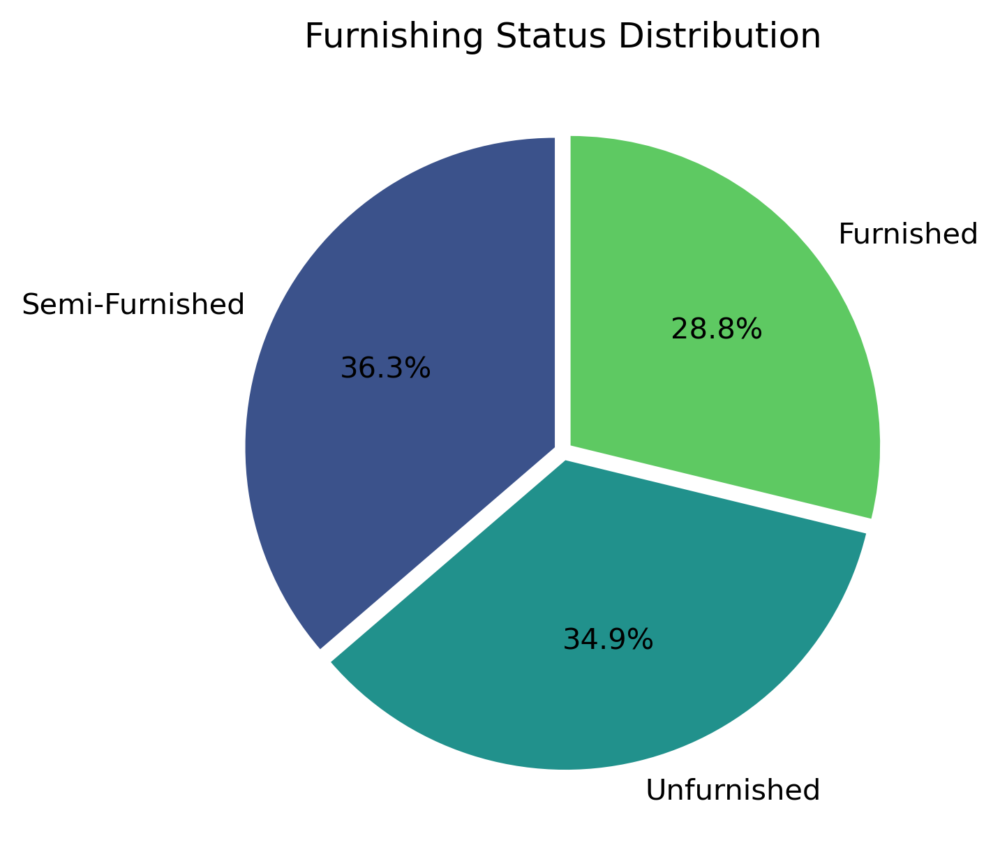 Furnishing Status Distribution
Furnished
Semi-Furnished
28.8%
36.3%
34.9%
Unfurnished